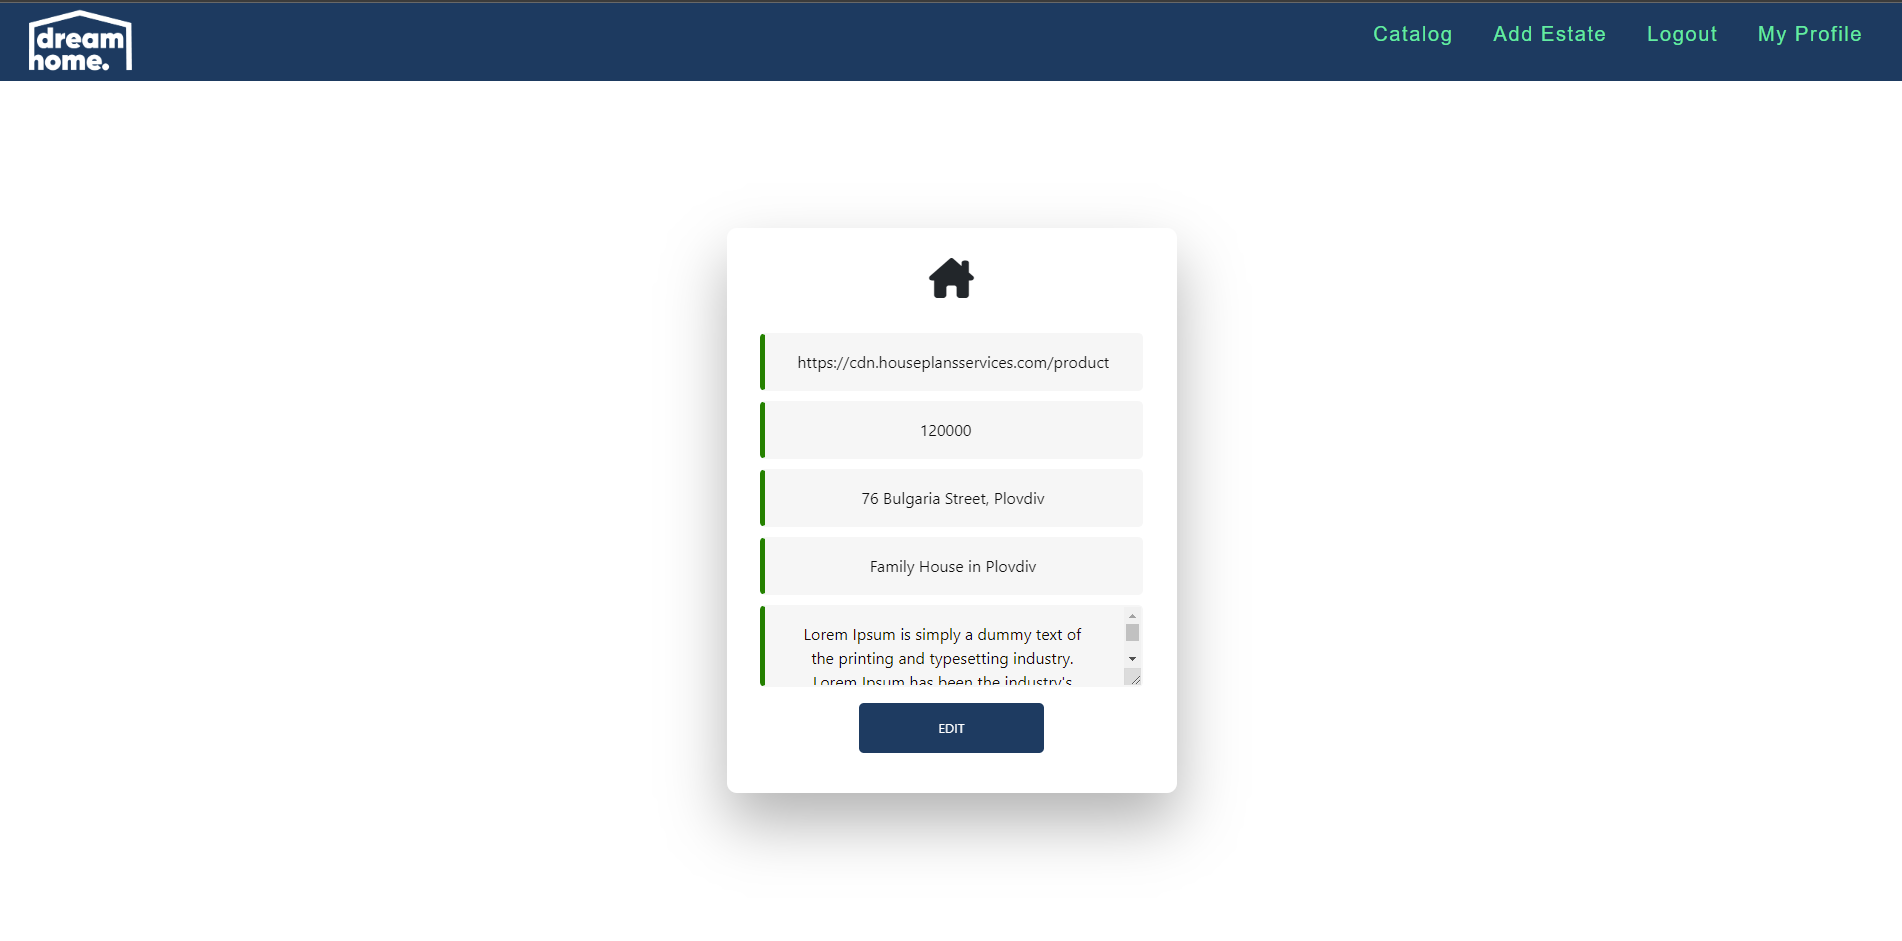 dream
home.
Catalog Add Estate Logout My Profile
https://cdn.houseplansservices.com/product
120000
76 Bulgaria Street, Plovdiv
Family House in Plovdiv
Lorem Ipsum is simply a dummy text of
the printing and typesetting industry.
Lorem Ipsum has been the industry's
EDIT